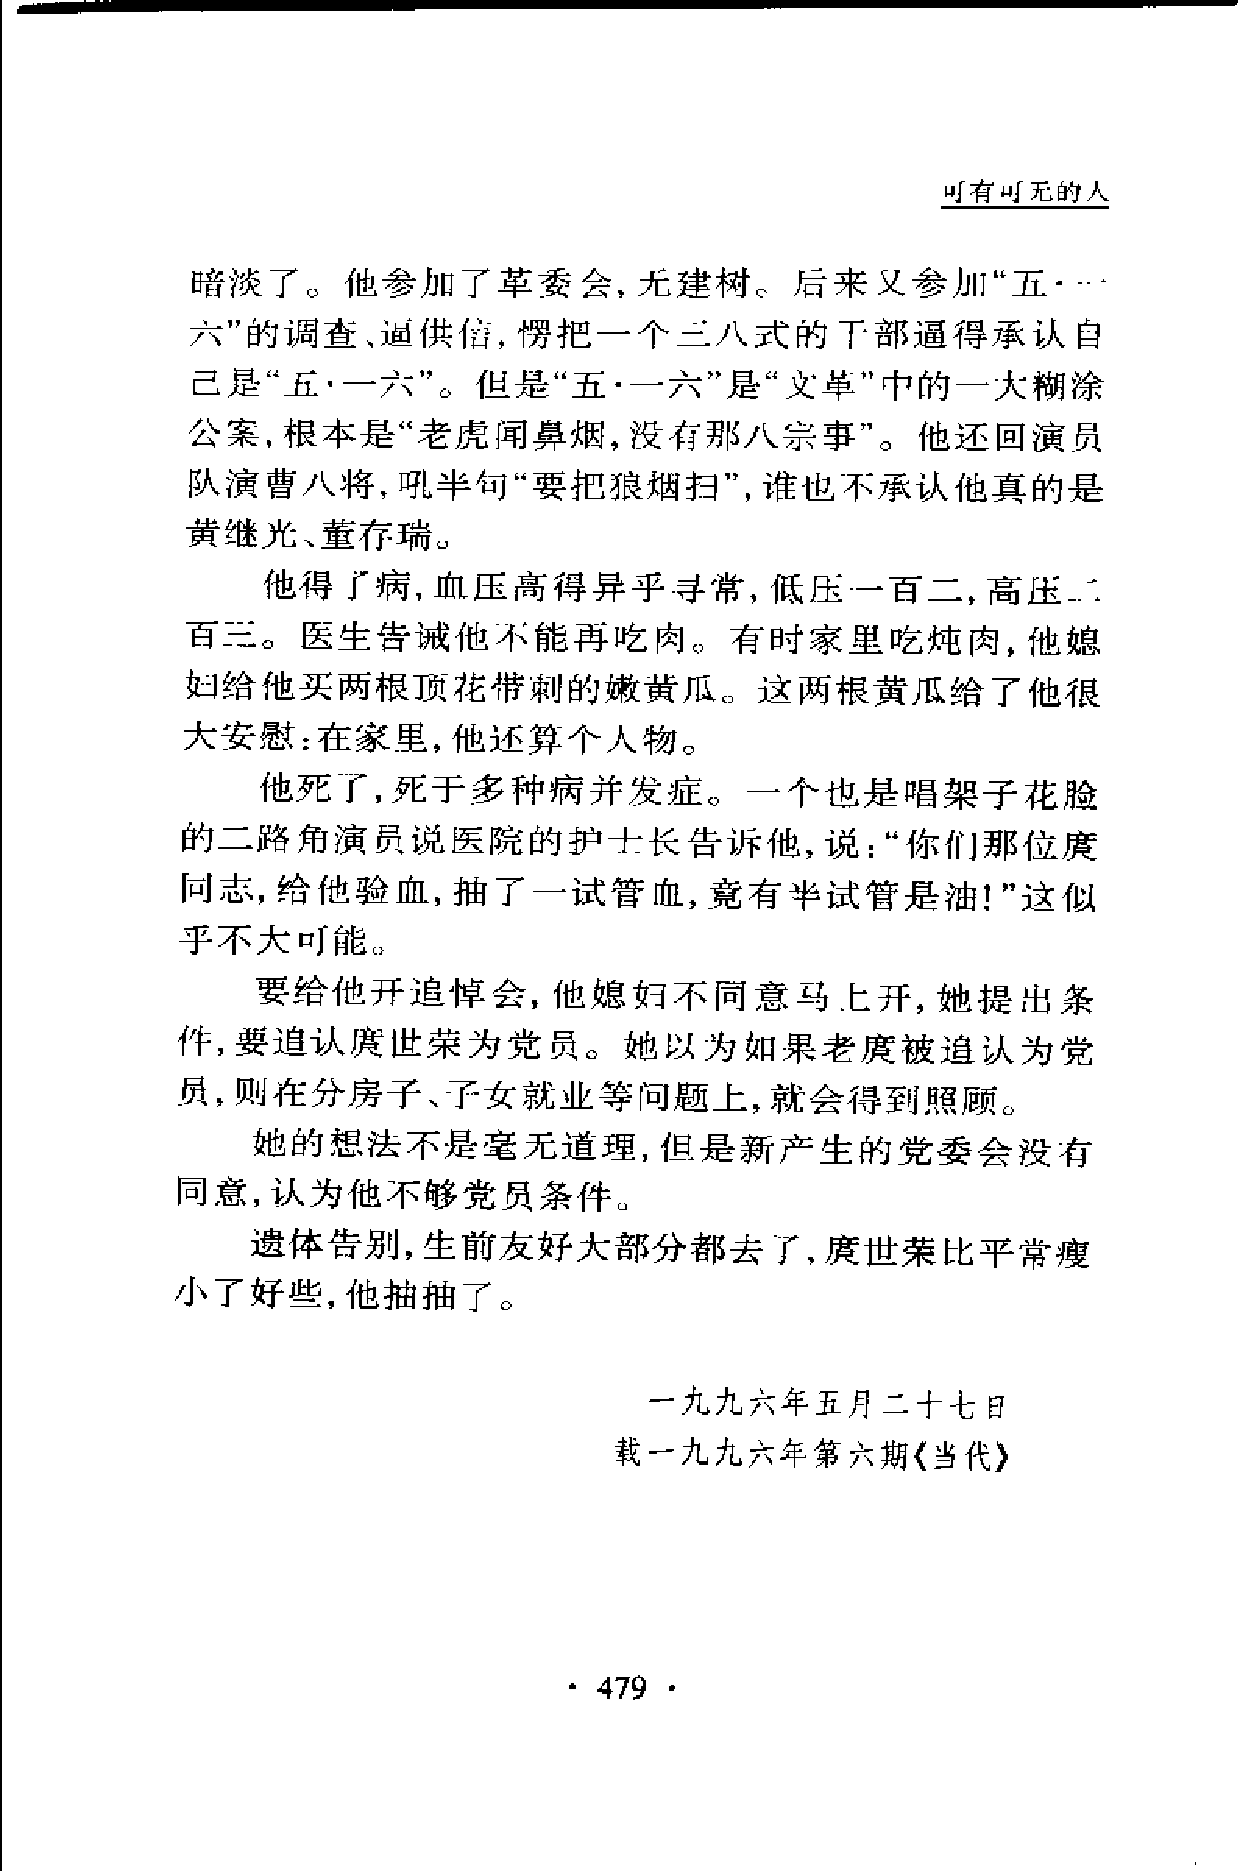 可有可无的人
暗淡了。他参加了革委会，无建树。后来又参加“五·一
六”的调查、逼供信，愣把一个三八式的干部逼得承认自
己是“五·一六”。但是“五·一六”是“文革”中的一大糊涂
公案，根本是“老虎闻鼻烟，没有那八宗事”。他还回演员
队演曹八将，吼半句“要把狼烟扫”，谁也不承认他真的是
黄继光、董存瑞。
他得了病，血压高得异乎寻常，低压一百二，高压二
百三。医生告诫他不能再吃肉。有时家里吃炖肉，他媳
妇给他买两根顶花带刺的嫩黄瓜。这两根黄瓜给了他很
大安慰：在家里，他还算个人物。
他死了，死于多种病并发症。一个也是唱架子花脸
的二路角演员说医院的护士长告诉他，说：“你们那位庹
同志，给他验血，抽了一试管血，竟有半试管是油！”这似
乎不大可能。
要给他开追悼会，他媳妇不同意马上开，她提出条
件，要追认庹世荣为党员。她以为如果老庹被追认为党
员，则在分房子、子女就业等问题上，就会得到照顾。
她的想法不是毫无道理，但是新产生的党委会没有
同意，认为他不够党员条件。
遗体告别，生前友好大部分都去了，庹世荣比平常瘦
小了好些，他抽抽了。
一九九六年五月二十七日
载一九九六年第六期《当代》
· 479 ·